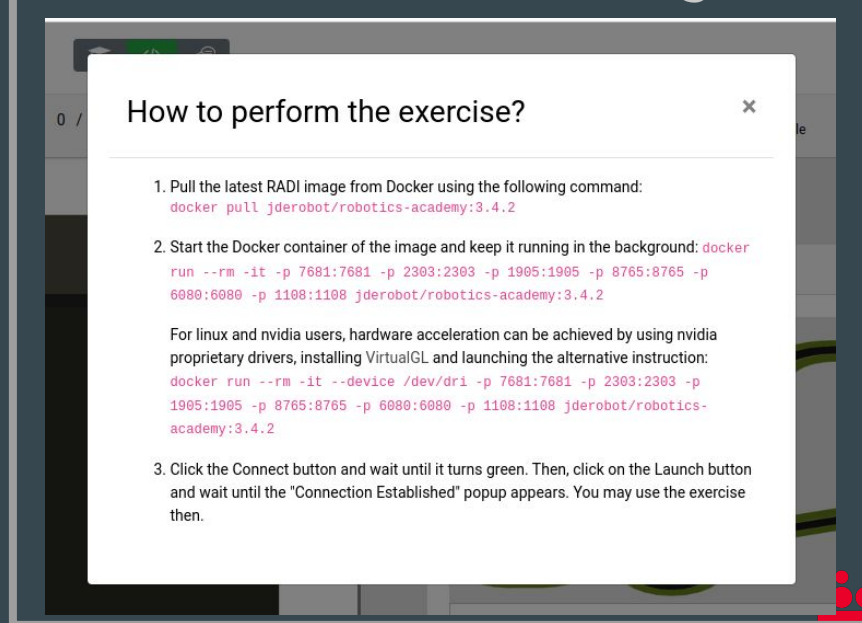 0 /
le
How to perform the exercise? ×
1. Pull the latest RADI image from Docker using the following command:
docker pull jderobot/robotics-academy:3.4.2
2. Start the Docker container of the image and keep it running in the background: docker
run --rm -it -p 7681:7681 -p 2303:2303 -p 1905:1905 -p 8765:8765 -p
6080:6080 -p 1108:1108 jderobot/robotics-academy:3.4.2
For linux and nvidia users, hardware acceleration can be achieved by using nvidia
proprietary drivers, installing VirtualGL and launching the alternative instruction:
docker run --rm -it --device /dev/dri -p 7681:7681 -p 2303:2303 -p
1905:1905 -p 8765:8765 -p 6080:6080 -p 1108:1108 jderobot/robotics-
academy:3.4.2
3. Click the Connect button and wait until it turns green. Then, click on the Launch button
and wait until the "Connection Established" popup appears. You may use the exercise
then.